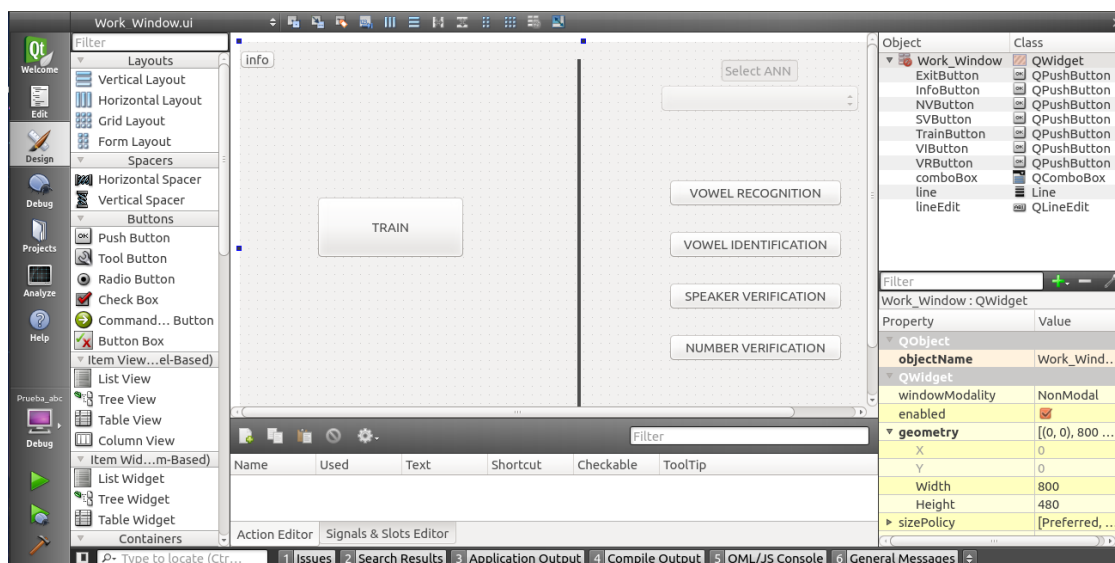 Work_Window.ui
Welcome
Edit
Design
Debug
Projects
Analyze
Help
Prueba_abc
Debug
Filter
Layouts
Vertical Layout
Horizontal Layout
Grid Layout
Form Layout
Spacers
Horizontal Spacer
Vertical Spacer
Buttons
Push Button
Tool Button
Radio Button
Check Box
Command... Button
Button Box
Item View...el-Based)
List View
Tree View
Table View
Column View
Item Wid...m-Based)
List Widget
Tree Widget
Table Widget
Containers
info
TRAIN
Select ANN
VOWEL RECOGNITION
VOWEL IDENTIFICATION
SPEAKER VERIFICATION
NUMBER VERIFICATION
Filter
Name Used Text Shortcut Checkable ToolTip
Action Editor Signals & Slots Editor
Object Class
Work_Window QWidget
ExitButton QPushButton
InfoButton QPushButton
NVButton QPushButton
SVButton QPushButton
TrainButton QPushButton
VIButton QPushButton
VRButton QPushButton
comboBox QComboBox
line Line
lineEdit QLineEdit
Filter
Work_Window : QWidget
Property Value
QObject
objectName Work_Wind...
QWidget
windowModality NonModal
enabled
geometry [(0, 0), 800 ...
X 0
Y 0
Width 800
Height 480
sizePolicy [Preferred, ...
Type to locate (Ctr...
1 Issues 2 Search Results 3 Application Output 4 Compile Output 5 QML/JS Console 6 General Messages